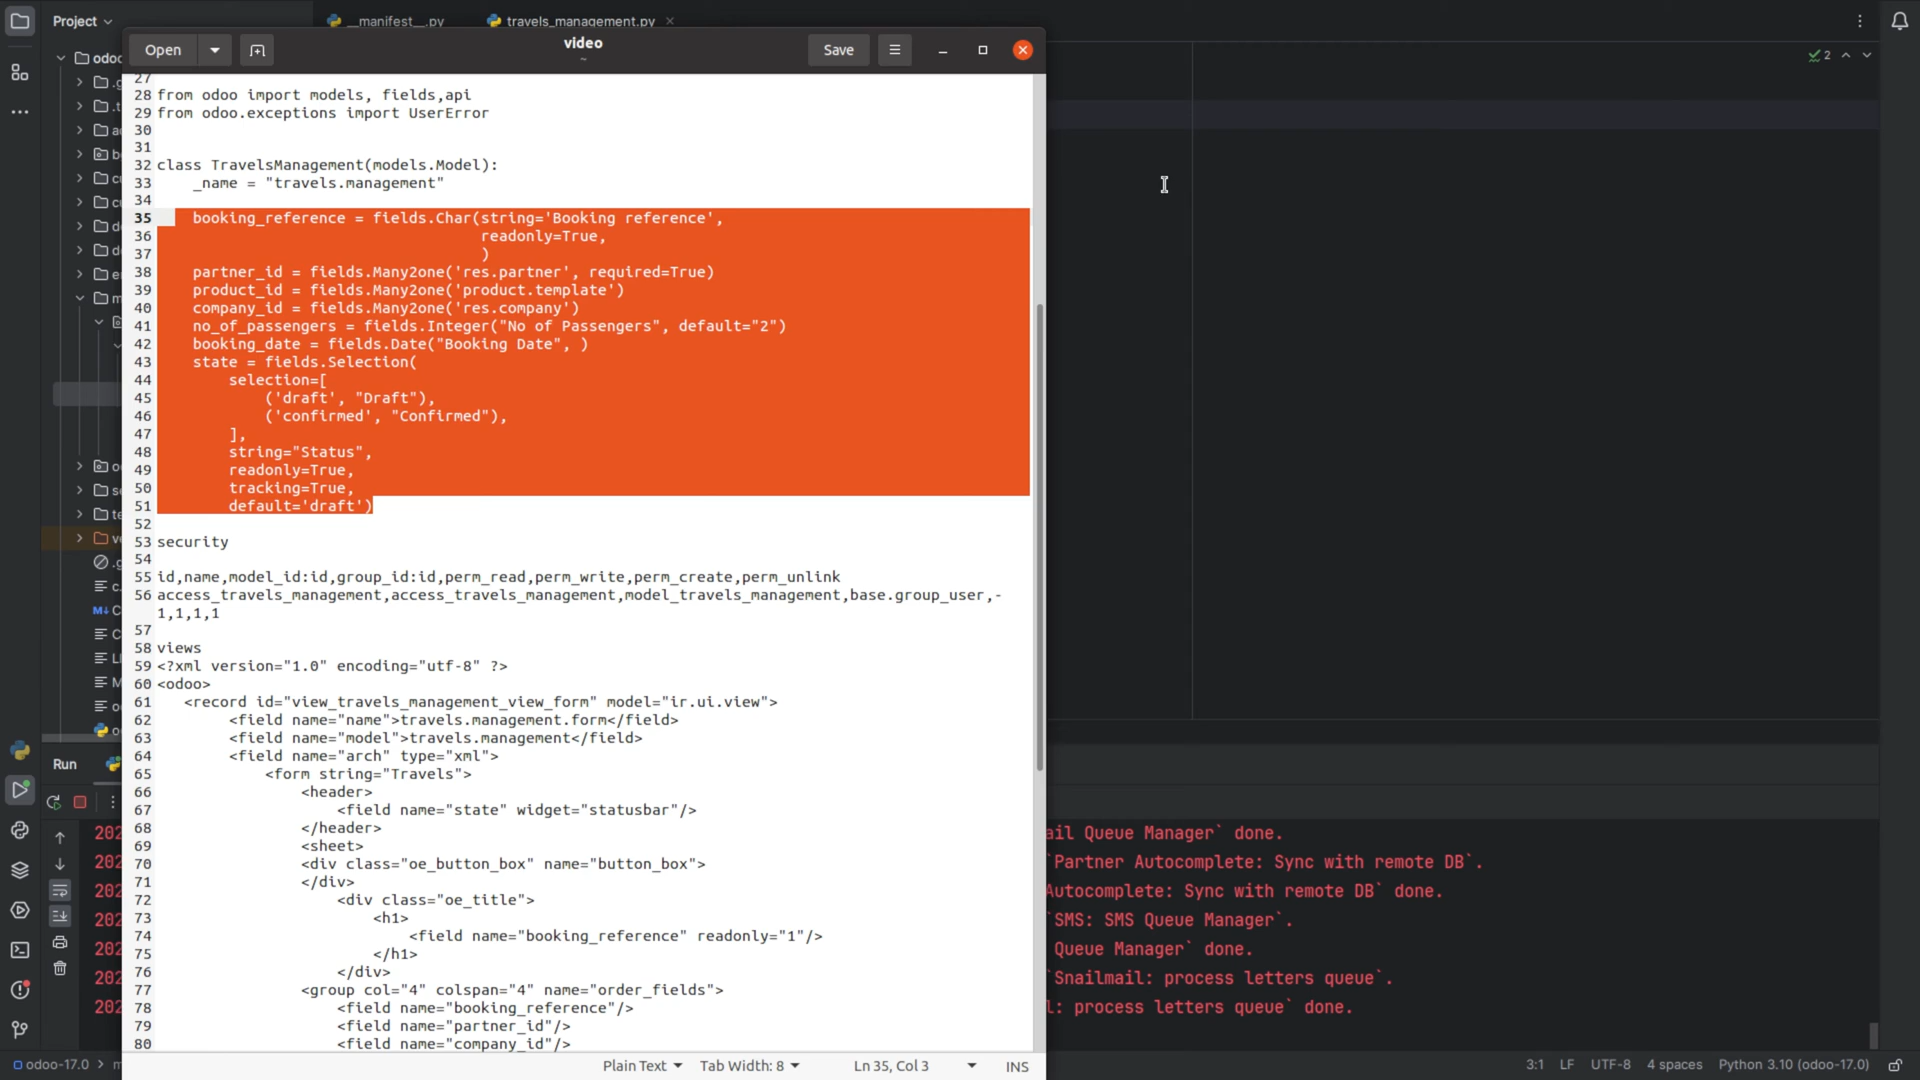 Project
__manifest__.py
travels_management.py
Open
video
~
Save
2
odoo
27
28 from odoo import models, fields,api
29 from odoo.exceptions import UserError
30
31
32 class TravelsManagement(models.Model):
33     _name = "travels.management"
34
35     booking_reference = fields.Char(string='Booking reference',
36                                     readonly=True,
37                                     )
38     partner_id = fields.Many2one('res.partner', required=True)
39     product_id = fields.Many2one('product.template')
40     company_id = fields.Many2one('res.company')
41     no_of_passengers = fields.Integer("No of Passengers", default="2")
42     booking_date = fields.Date("Booking Date", )
43     state = fields.Selection(
44         selection=[
45             ('draft', "Draft"),
46             ('confirmed', "Confirmed"),
47         ],
48         string="Status",
49         readonly=True,
50         tracking=True,
51         default='draft')
52
53 security
54
55 id,name,model_id:id,group_id:id,perm_read,perm_write,perm_create,perm_unlink
56 access_travels_management,access_travels_management,model_travels_management,base.group_user,-
1,1,1,1
57
58 views
59 <?xml version="1.0" encoding="utf-8" ?>
60 <odoo>
61    <record id="view_travels_management_view_form" model="ir.ui.view">
62         <field name="name">travels.management.form</field>
63         <field name="model">travels.management</field>
64         <field name="arch" type="xml">
65             <form string="Travels">
66                 <header>
67                     <field name="state" widget="statusbar"/>
68                 </header>
69                 <sheet>
70                 <div class="oe_button_box" name="button_box">
71                 </div>
72                     <div class="oe_title">
73                         <h1>
74                             <field name="booking_reference" readonly="1"/>
75                         </h1>
76                     </div>
77                 <group col="4" colspan="4" name="order_fields">
78                     <field name="booking_reference"/>
79                     <field name="partner_id"/>
80                     <field name="company_id"/>
Run
202 ail Queue Manager` done.
202 `Partner Autocomplete: Sync with remote DB`.
202 Autocomplete: Sync with remote DB` done.
202 `SMS: SMS Queue Manager`.
202 Queue Manager` done.
202 `Snailmail: process letters queue`.
202 l: process letters queue` done.
Plain Text
Tab Width: 8
Ln 35, Col 3
INS
odoo-17.0 > m
3:1
LF
UTF-8
4 spaces
Python 3.10 (odoo-17.0)